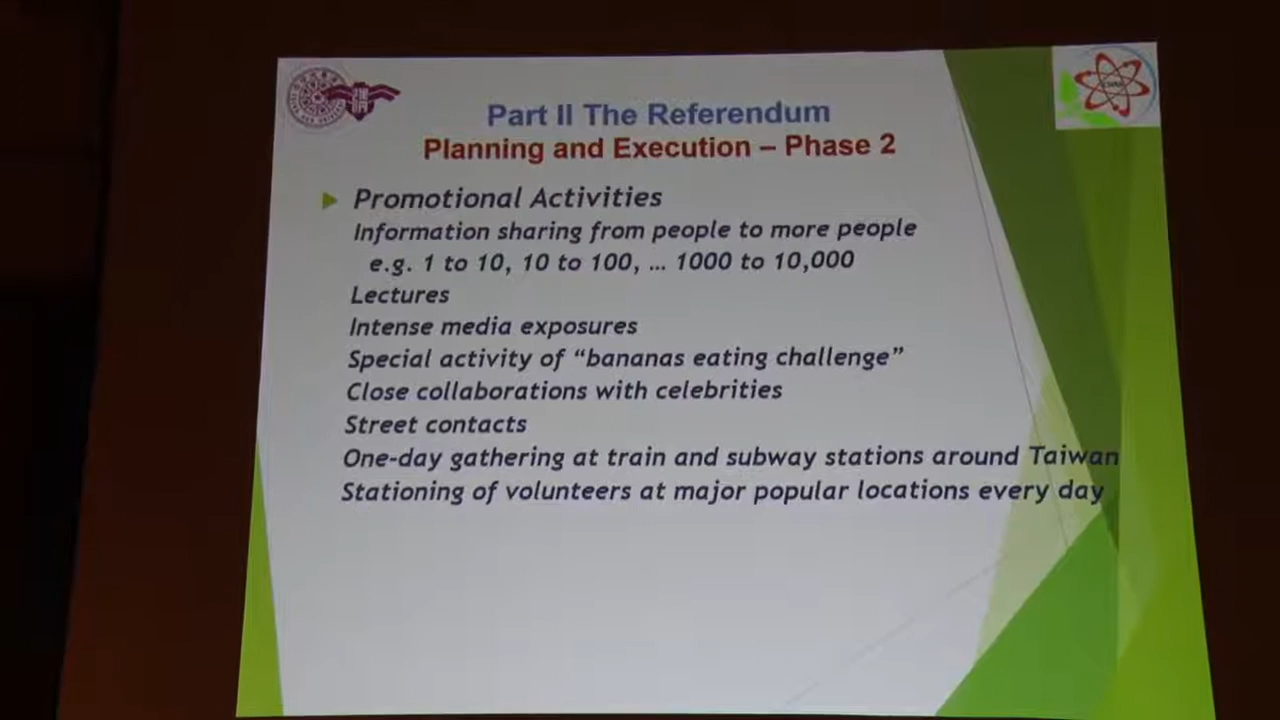 Part II The Referendum
Planning and Execution – Phase 2
Promotional Activities
Information sharing from people to more people
e.g. 1 to 10, 10 to 100, ... 1000 to 10,000
Lectures
Intense media exposures
Special activity of “bananas eating challenge”
Close collaborations with celebrities
Street contacts
One-day gathering at train and subway stations around Taiwan
Stationing of volunteers at major popular locations every day